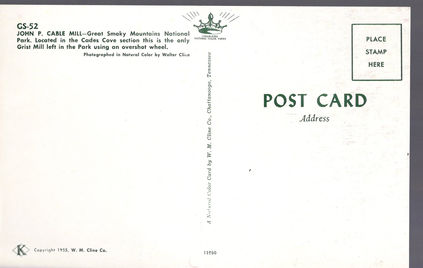 GS-52
JOHN P. CABLE MILL—Great Smoky Mountains National
Park. Located in the Cades Cove section this is the only
Grist Mill left in the Park using an overshot wheel.
Photographed in Natural Color by Walter Cline
PLACE
STAMP
HERE
POST CARD
Address
A Natural Color Card by W. M. Cline Co., Chattanooga, Tennessee
K
Copyright 1955, W. M. Cline Co.